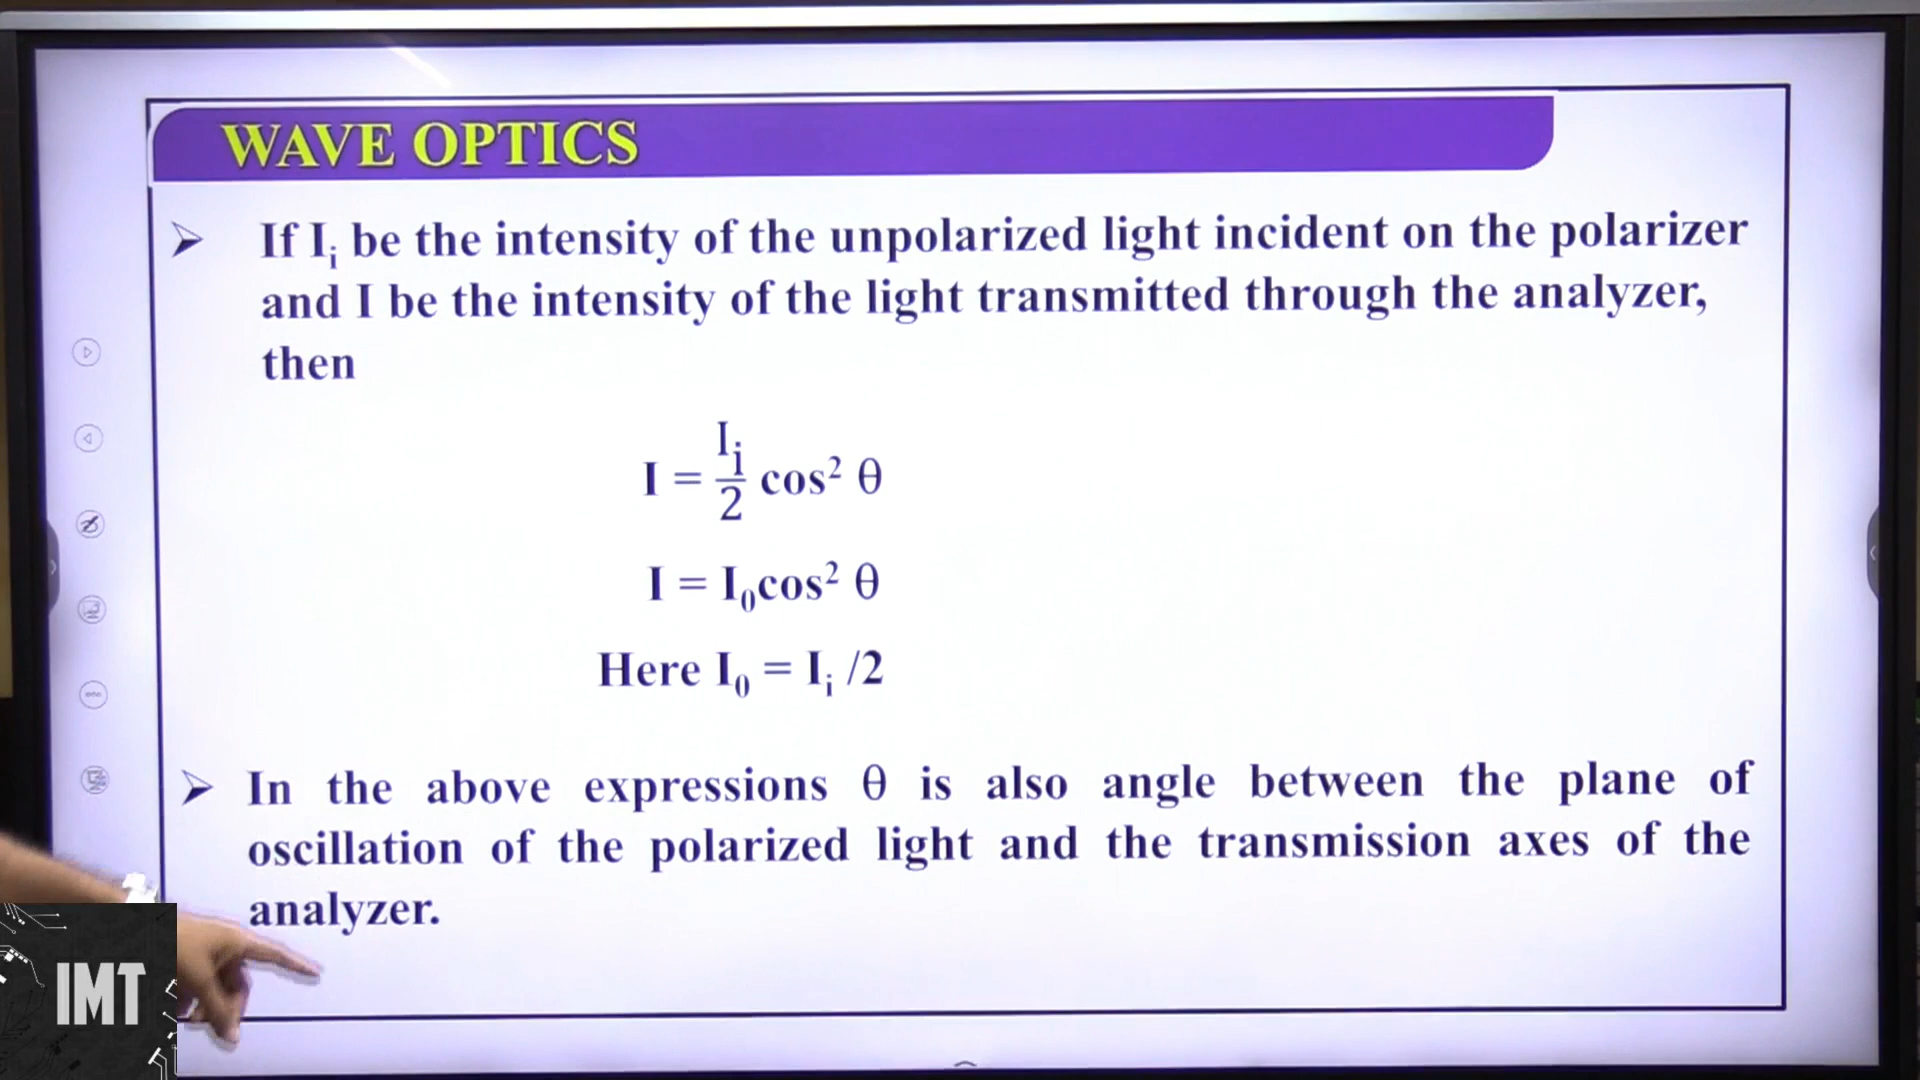 WAVE OPTICS
➤ If Iᵢ be the intensity of the unpolarized light incident on the polarizer
and I be the intensity of the light transmitted through the analyzer,
then
I = Iᵢ/2 cos² θ
I = I₀cos² θ
Here I₀ = Iᵢ /2
➤ In the above expressions θ is also angle between the plane of
oscillation of the polarized light and the transmission axes of the
analyzer.
IMT